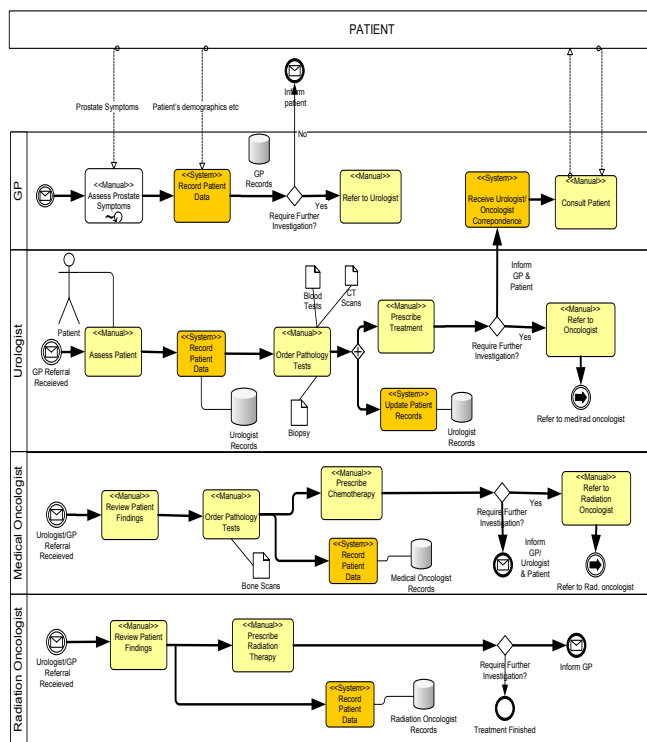 PATIENT
Inform
patient
Prostate Symptoms
Patient's demographics etc
No
GP
<<Manual>>
Assess Prostate
Symptoms
<<System>>
Record Patient
Data
GP
Records
Require Further
Investigation?
Yes
<<Manual>>
Refer to Urologist
<<System>>
Receive Urologist/
Oncologist
Correpondence
<<Manual>>
Consult Patient
Urologist
Patient
GP Referral
Receieved
<<Manual>>
Assess Patient
<<System>>
Record
Patient
Data
Urologist
Records
Blood
Tests
CT
Scans
<<Manual>>
Order Pathology
Tests
Biopsy
<<Manual>>
Prescribe
Treatment
<<System>>
Update Patient
Records
Urologist
Records
Inform
GP &
Patient
Require Further
Investigation?
Yes
<<Manual>>
Refer to
Oncologist
Refer to med/rad oncologist
Medical Oncologist
Urologist/GP
Referral
Receieved
<<Manual>>
Review Patient
Findings
<<Manual>>
Order Pathology
Tests
Bone Scans
<<Manual>>
Prescribe
Chemotherapy
<<System>>
Record
Patient
Data
Medical Oncologist
Records
Require Further
Investigation?
Yes
Inform
GP/
Urologist
& Patient
<<Manual>>
Refer to
Radiation
Oncologist
Refer to Rad. oncologist
Radiation Oncologist
Urologist/GP
Referral
Receieved
<<Manual>>
Review Patient
Findings
<<Manual>>
Prescribe
Radiation
Therapy
<<System>>
Record
Patient
Data
Radiation Oncologist
Records
Require Further
Investigation?
Inform GP
Treatment Finished